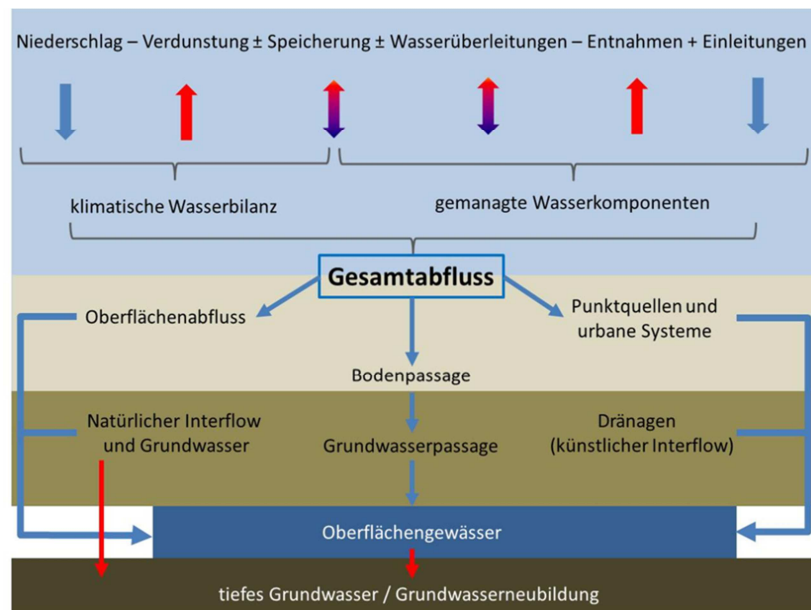 Niederschlag – Verdunstung ± Speicherung ± Wasserüberleitungen – Entnahmen + Einleitungen
klimatische Wasserbilanz
gemanagte Wasserkomponenten
Gesamtabfluss
Oberflächenabfluss
Punktquellen und
urbane Systeme
Bodenpassage
Natürlicher Interflow
und Grundwasser
Grundwasserpassage
Dränagen
(künstlicher Interflow)
Oberflächengewässer
tiefes Grundwasser / Grundwasserneubildung